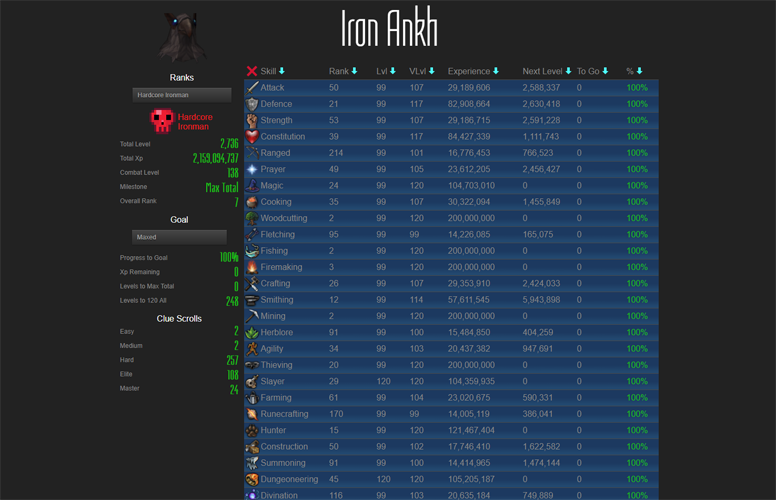 Iron Ankh
Ranks
Hardcore Ironman
Hardcore
Ironman
Total Level 2,736
Total Xp 2,159,094,737
Combat Level 138
Milestone Max Total
Overall Rank 7
Goal
Maxed
Progress to Goal 100%
Xp Remaining 0
Levels to Max Total 0
Levels to 120 All 248
Clue Scrolls
Easy 2
Medium 2
Hard 257
Elite 108
Master 24
Skill Rank Lvl VLvl Experience Next Level To Go %
Attack 50 99 107 29,189,606 2,588,337 0 100%
Defence 21 99 117 82,908,664 2,630,418 0 100%
Strength 53 99 107 29,186,715 2,591,228 0 100%
Constitution 39 99 117 84,427,339 1,111,743 0 100%
Ranged 214 99 101 16,776,453 766,523 0 100%
Prayer 49 99 105 23,612,205 2,456,427 0 100%
Magic 24 99 120 104,703,010 0 0 100%
Cooking 35 99 107 30,322,094 1,455,849 0 100%
Woodcutting 2 99 120 200,000,000 0 0 100%
Fletching 95 99 99 14,226,085 165,075 0 100%
Fishing 2 99 120 200,000,000 0 0 100%
Firemaking 3 99 120 200,000,000 0 0 100%
Crafting 26 99 107 29,353,910 2,424,033 0 100%
Smithing 12 99 114 57,611,545 5,943,898 0 100%
Mining 2 99 120 200,000,000 0 0 100%
Herblore 91 99 100 15,484,850 404,259 0 100%
Agility 34 99 103 20,437,382 947,691 0 100%
Thieving 20 99 120 200,000,000 0 0 100%
Slayer 29 120 120 104,359,935 0 0 100%
Farming 61 99 104 23,020,675 590,331 0 100%
Runecrafting 170 99 99 14,005,119 386,041 0 100%
Hunter 15 99 120 121,467,404 0 0 100%
Construction 50 99 102 17,746,410 1,622,582 0 100%
Summoning 91 99 100 14,414,965 1,474,144 0 100%
Dungeoneering 45 120 120 105,205,187 0 0 100%
Divination 116 99 103 20,635,184 749,889 0 100%